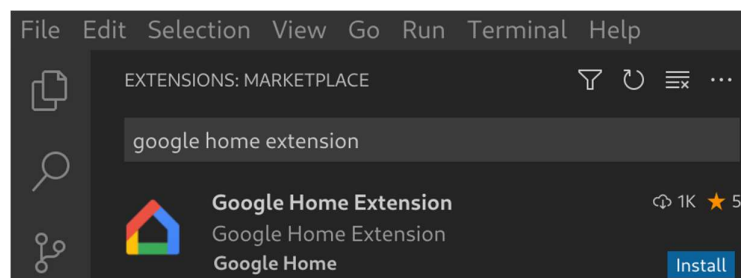 File Edit Selection View Go Run Terminal Help
EXTENSIONS: MARKETPLACE
google home extension
Google Home Extension 1K ★ 5
Google Home Extension
Google Home Install